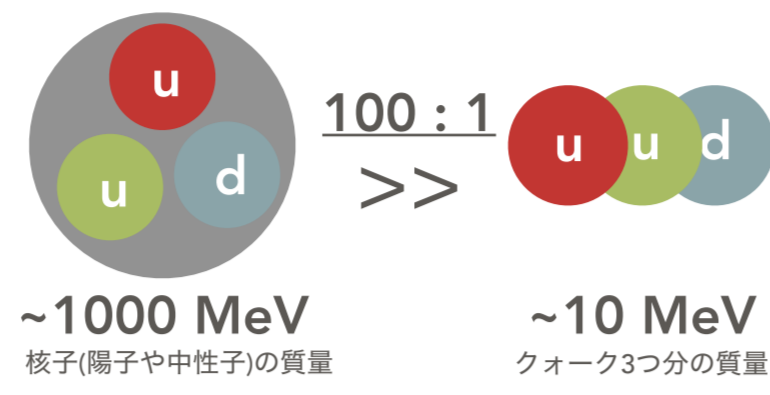 u
u
d
100 : 1
>>
u
u
d
~1000 MeV
核子(陽子や中性子)の質量
~10 MeV
クォーク3つ分の質量